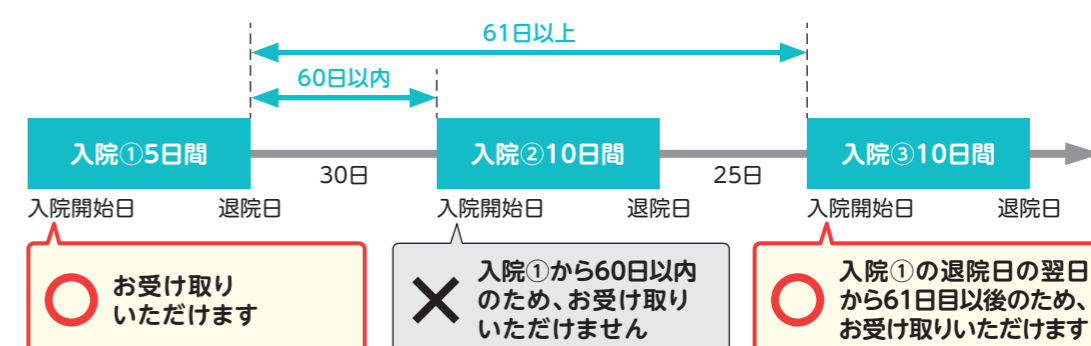 61日以上
60日以内
入院①5日間
30日
入院②10日間
25日
入院③10日間
入院開始日
退院日
入院開始日
退院日
入院開始日
退院日
お受け取り
いただけます
入院①から60日以内
のため、お受け取り
いただけません
入院①の退院日の翌日
から61日目以後のため、
お受け取りいただけます